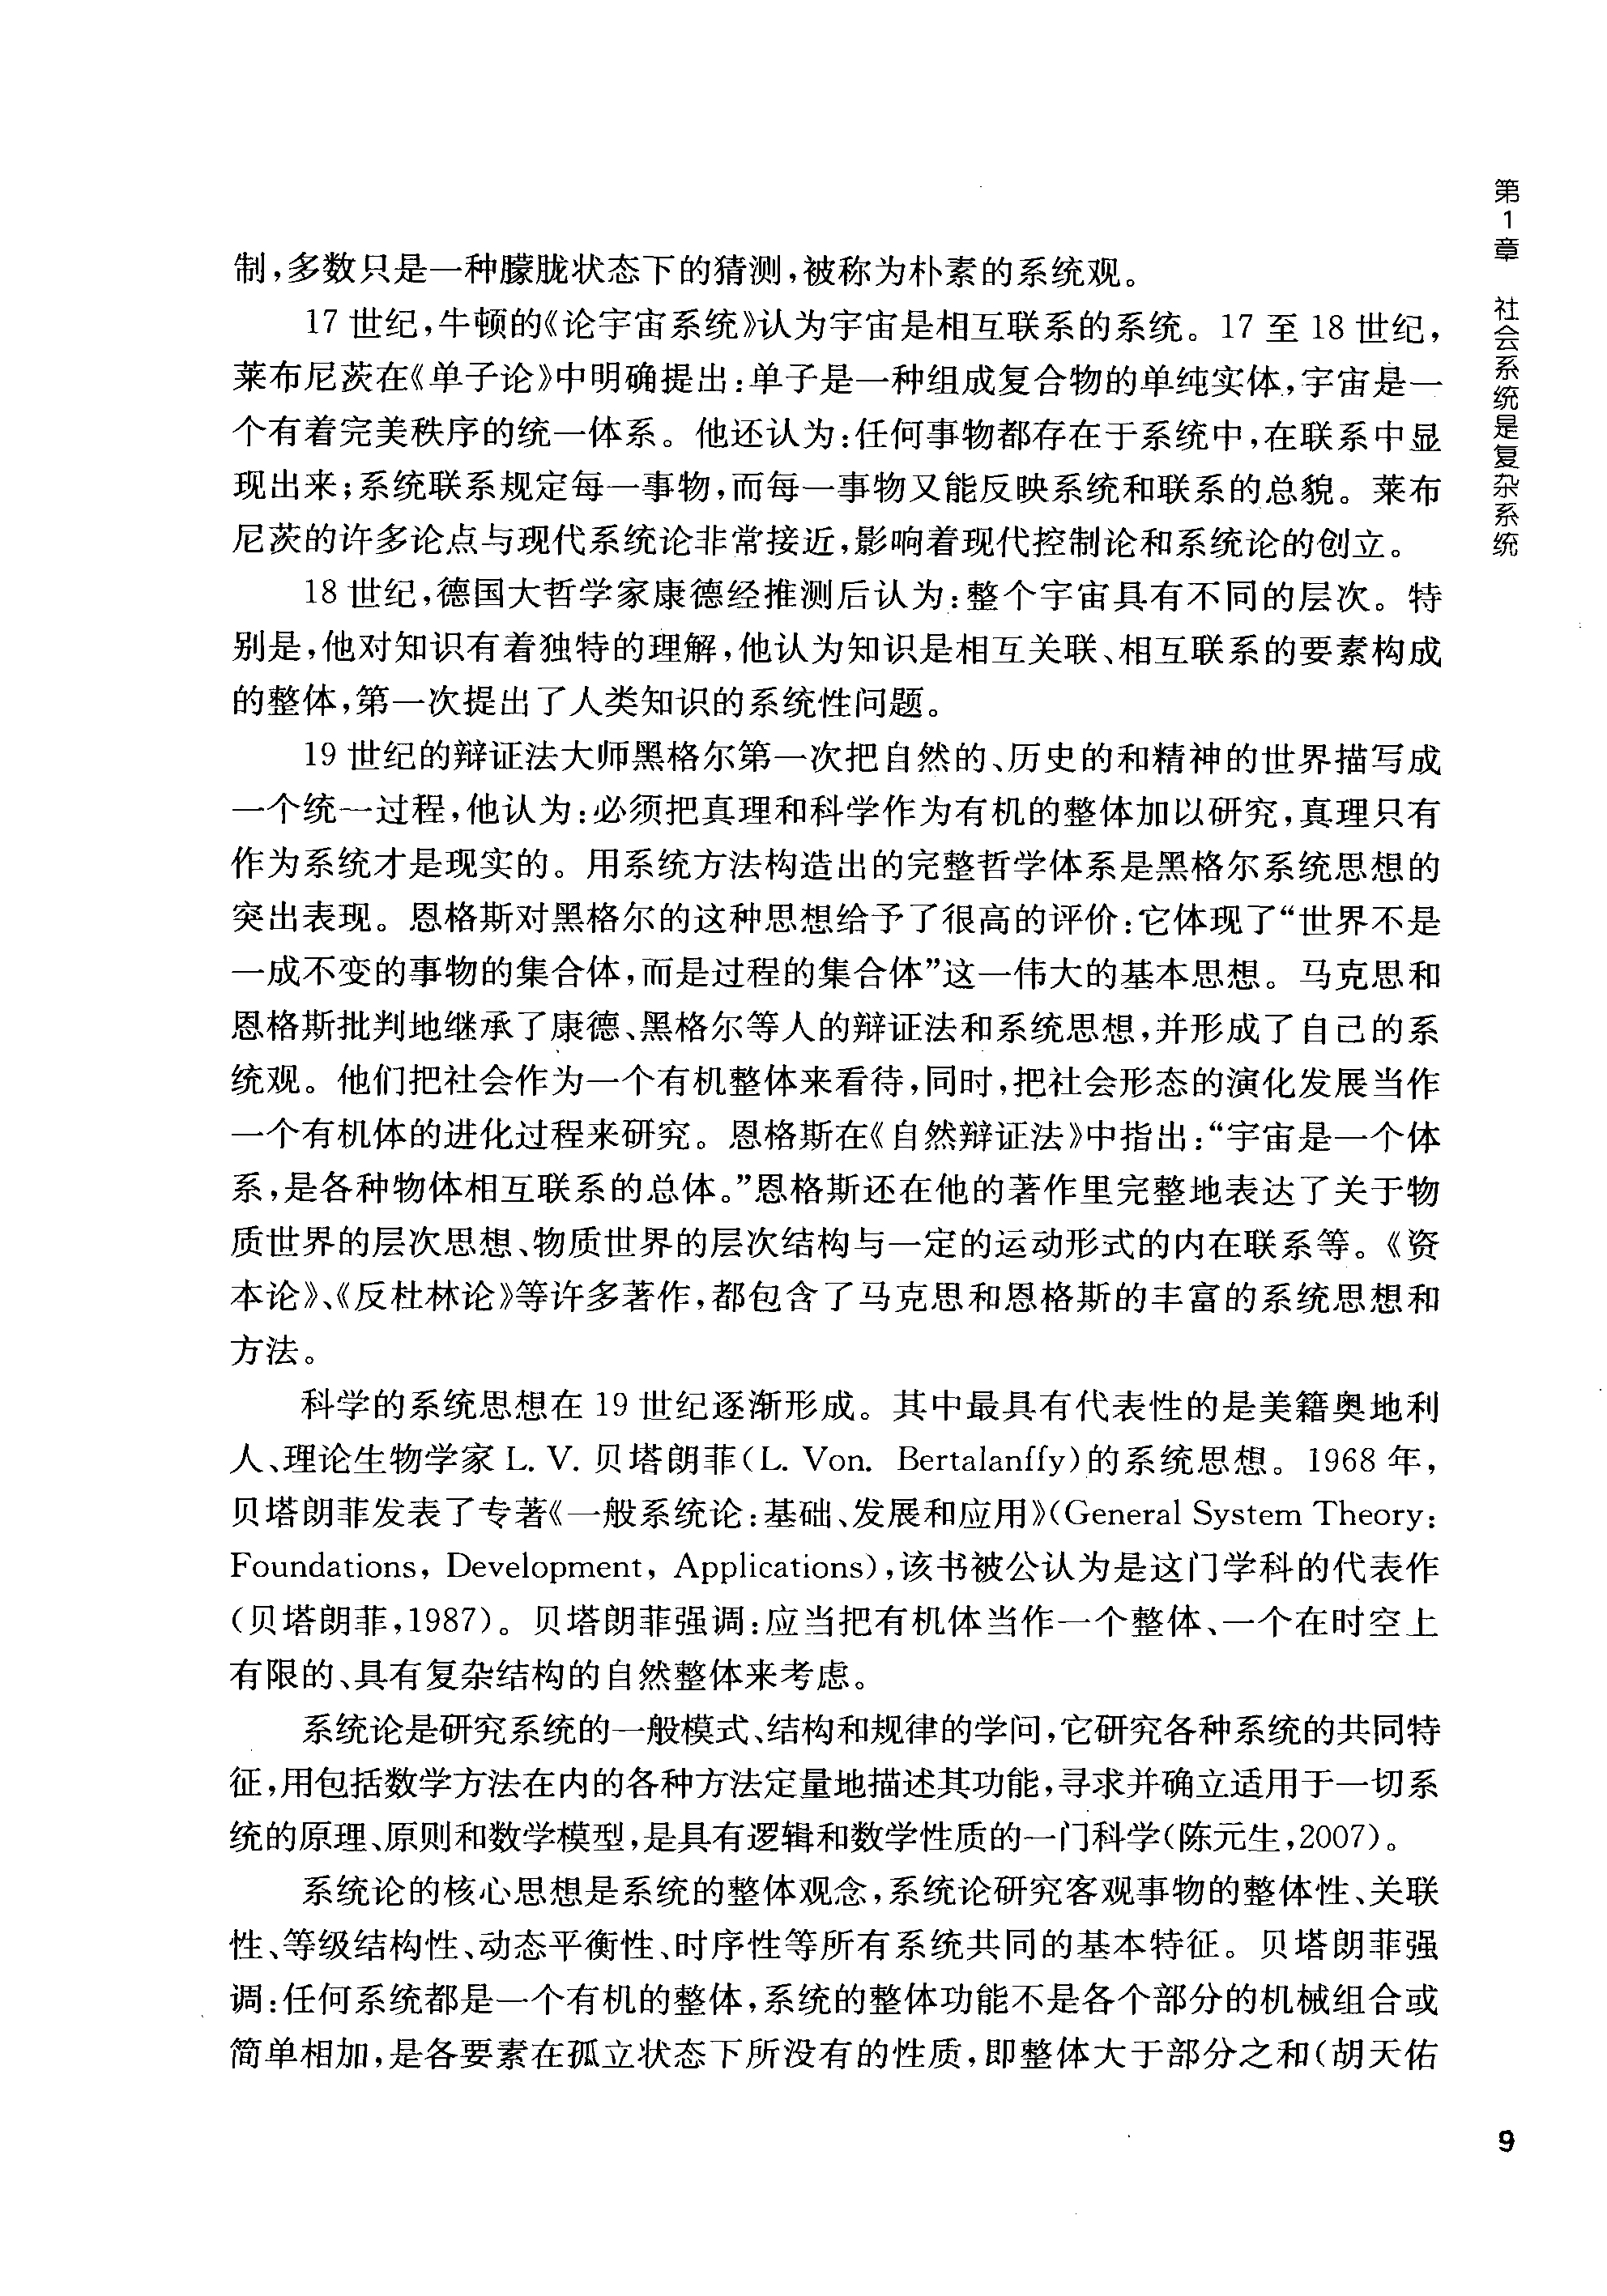 制,多数只是一种朦胧状态下的猜测,被称为朴素的系统观。
17 世纪,牛顿的《论宇宙系统》认为宇宙是相互联系的系统。17 至 18 世纪,
莱布尼茨在《单子论》中明确提出:单子是一种组成复合物的单纯实体,宇宙是一
个有着完美秩序的统一体系。他还认为:任何事物都存在于系统中,在联系中显
现出来;系统联系规定每一事物,而每一事物又能反映系统和联系的总貌。莱布
尼茨的许多论点与现代系统论非常接近,影响着现代控制论和系统论的创立。
18 世纪,德国大哲学家康德经推测后认为:整个宇宙具有不同的层次。特
别是,他对知识有着独特的理解,他认为知识是相互关联、相互联系的要素构成
的整体,第一次提出了人类知识的系统性问题。
19 世纪的辩证法大师黑格尔第一次把自然的、历史的和精神的世界描写成
一个统一过程,他认为:必须把真理和科学作为有机的整体加以研究,真理只有
作为系统才是现实的。用系统方法构造出的完整哲学体系是黑格尔系统思想的
突出表现。恩格斯对黑格尔的这种思想给予了很高的评价:它体现了“世界不是
一成不变的事物的集合体,而是过程的集合体”这一伟大的基本思想。马克思和
恩格斯批判地继承了康德、黑格尔等人的辩证法和系统思想,并形成了自己的系
统观。他们把社会作为一个有机整体来看待,同时,把社会形态的演化发展当作
一个有机体的进化过程来研究。恩格斯在《自然辩证法》中指出:“宇宙是一个体
系,是各种物体相互联系的总体。”恩格斯还在他的著作里完整地表达了关于物
质世界的层次思想、物质世界的层次结构与一定的运动形式的内在联系等。《资
本论》、《反杜林论》等许多著作,都包含了马克思和恩格斯的丰富的系统思想和
方法。
科学的系统思想在 19 世纪逐渐形成。其中最具有代表性的是美籍奥地利
人、理论生物学家 L. V. 贝塔朗菲(L. Von. Bertalanffy)的系统思想。1968 年,
贝塔朗菲发表了专著《一般系统论:基础、发展和应用》(General System Theory:
Foundations, Development, Applications),该书被公认为是这门学科的代表作
(贝塔朗菲,1987)。贝塔朗菲强调:应当把有机体当作一个整体、一个在时空上
有限的、具有复杂结构的自然整体来考虑。
系统论是研究系统的一般模式、结构和规律的学问,它研究各种系统的共同特
征,用包括数学方法在内的各种方法定量地描述其功能,寻求并确立适用于一切系
统的原理、原则和数学模型,是具有逻辑和数学性质的一门科学(陈元生,2007)。
系统论的核心思想是系统的整体观念,系统论研究客观事物的整体性、关联
性、等级结构性、动态平衡性、时序性等所有系统共同的基本特征。贝塔朗菲强
调:任何系统都是一个有机的整体,系统的整体功能不是各个部分的机械组合或
简单相加,是各要素在孤立状态下所没有的性质,即整体大于部分之和(胡天佑
第1章 社会系统是复杂系统
9